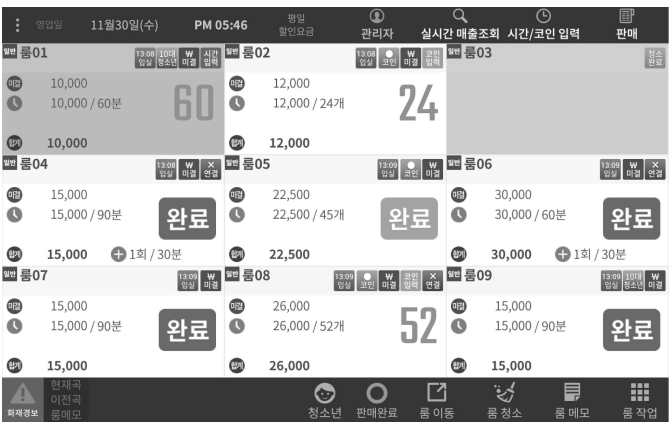 영업일 11월30일(수) PM 05:46 평일 할인요금 관리자 실시간 매출조회 시간/코인 입력 판매
일반 룸01 13:08 입실 10대 청소년 ₩ 미결 시간 입력
미결 10,000
10,000 / 60분
60
합계 10,000
일반 룸02 13:08 입실 코인 ₩ 미결 코인 입력
미결 12,000
12,000 / 24개
24
합계 12,000
일반 룸03 청소 완료
일반 룸04 13:08 입실 ₩ 미결 × 연결
미결 15,000
15,000 / 90분
완료
합계 15,000 + 1회 / 30분
일반 룸05 13:09 입실 코인 ₩ 미결
미결 22,500
22,500 / 45개
완료
합계 22,500
일반 룸06 13:09 입실 ₩ 미결 × 연결
미결 30,000
30,000 / 60분
완료
합계 30,000 + 1회 / 30분
일반 룸07 13:09 입실 ₩ 미결
미결 15,000
15,000 / 90분
완료
합계 15,000
일반 룸08 13:09 입실 코인 ₩ 미결 코인 입력 × 연결
미결 26,000
26,000 / 52개
52
합계 26,000
일반 룸09 13:09 입실 10대 청소년 ₩ 미결
미결 15,000
15,000 / 90분
완료
합계 15,000
화재경보
현재곡
이전곡
룸메모
청소년 판매완료 룸 이동 룸 청소 룸 메모 룸 작업